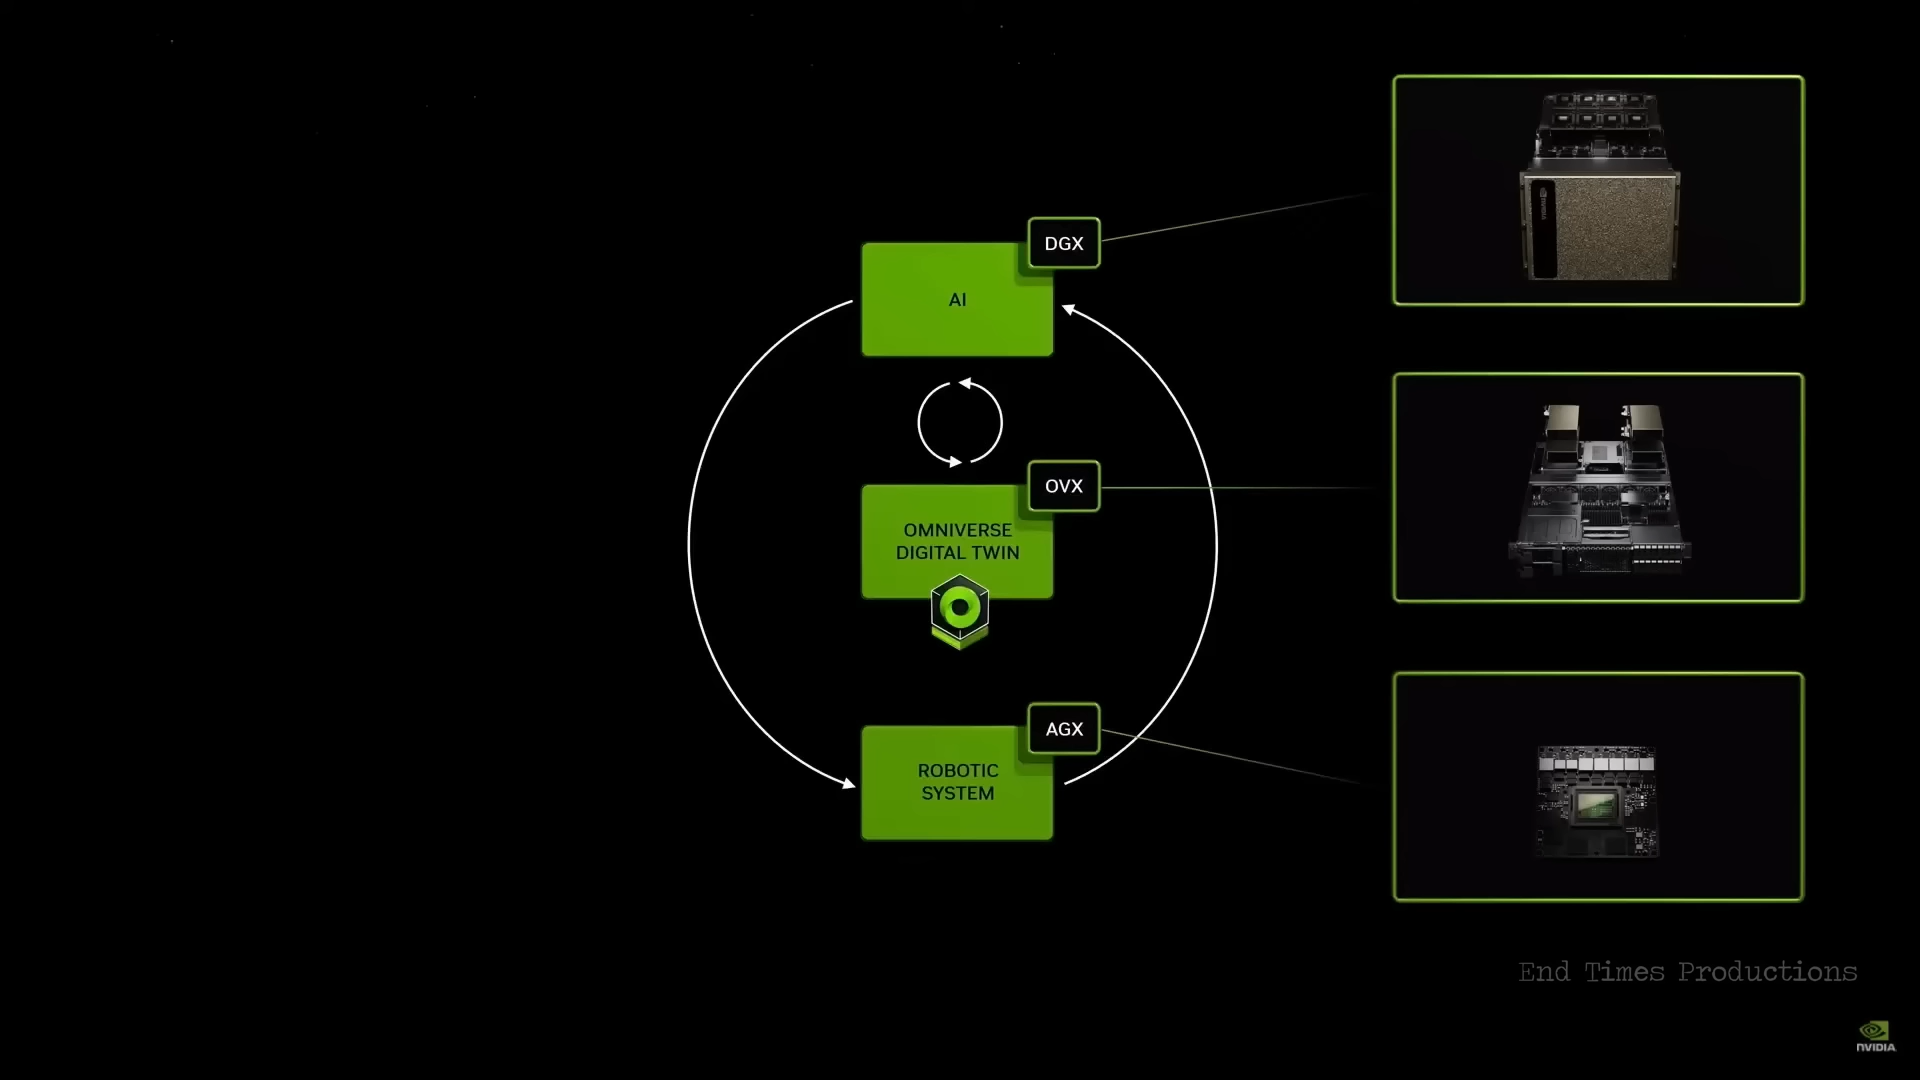 DGX
AI
OVX
OMNIVERSE
DIGITAL TWIN
AGX
ROBOTIC
SYSTEM
End Times Productions
NVIDIA